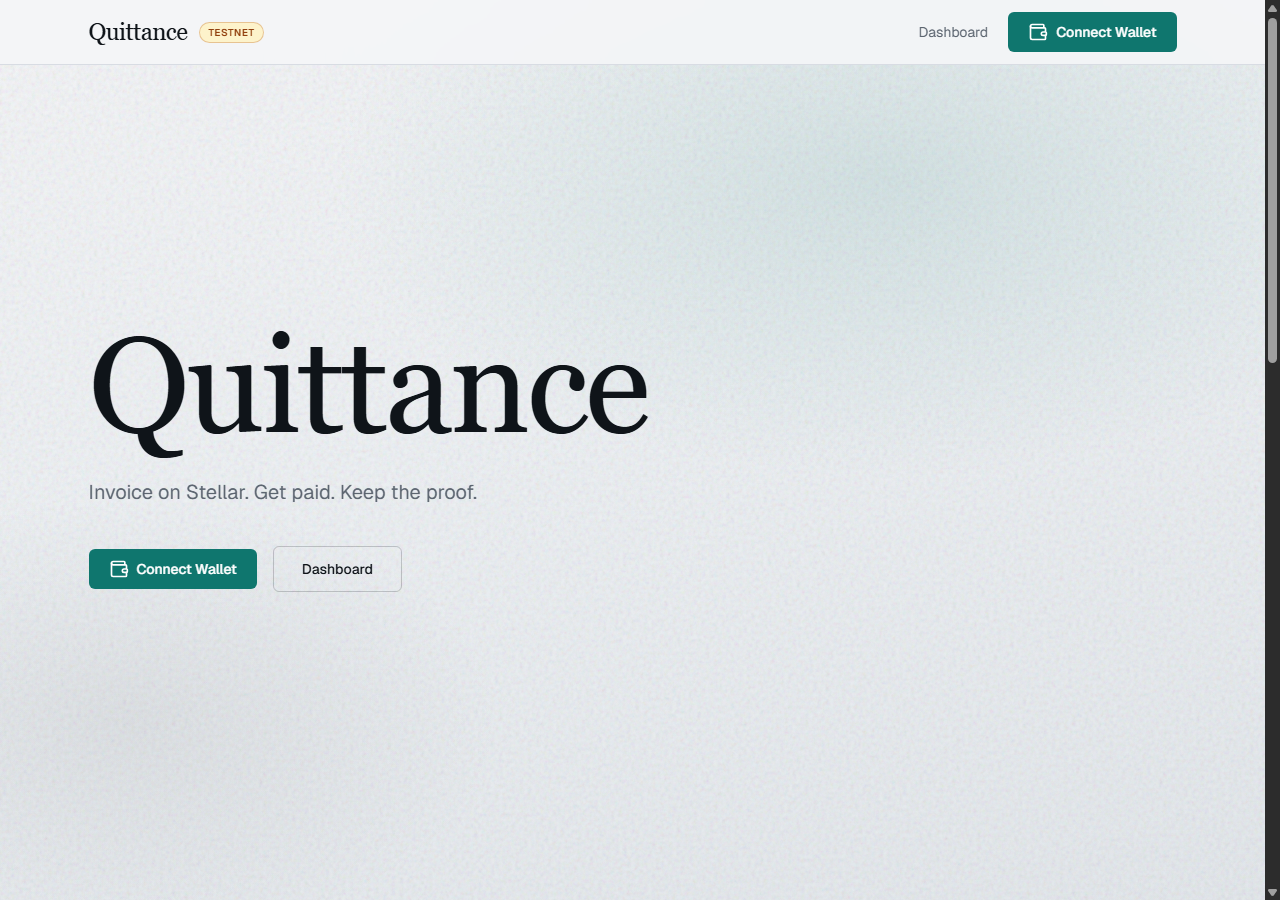 Quittance TESTNET Dashboard Connect Wallet
Quittance
Invoice on Stellar. Get paid. Keep the proof.
Connect Wallet Dashboard